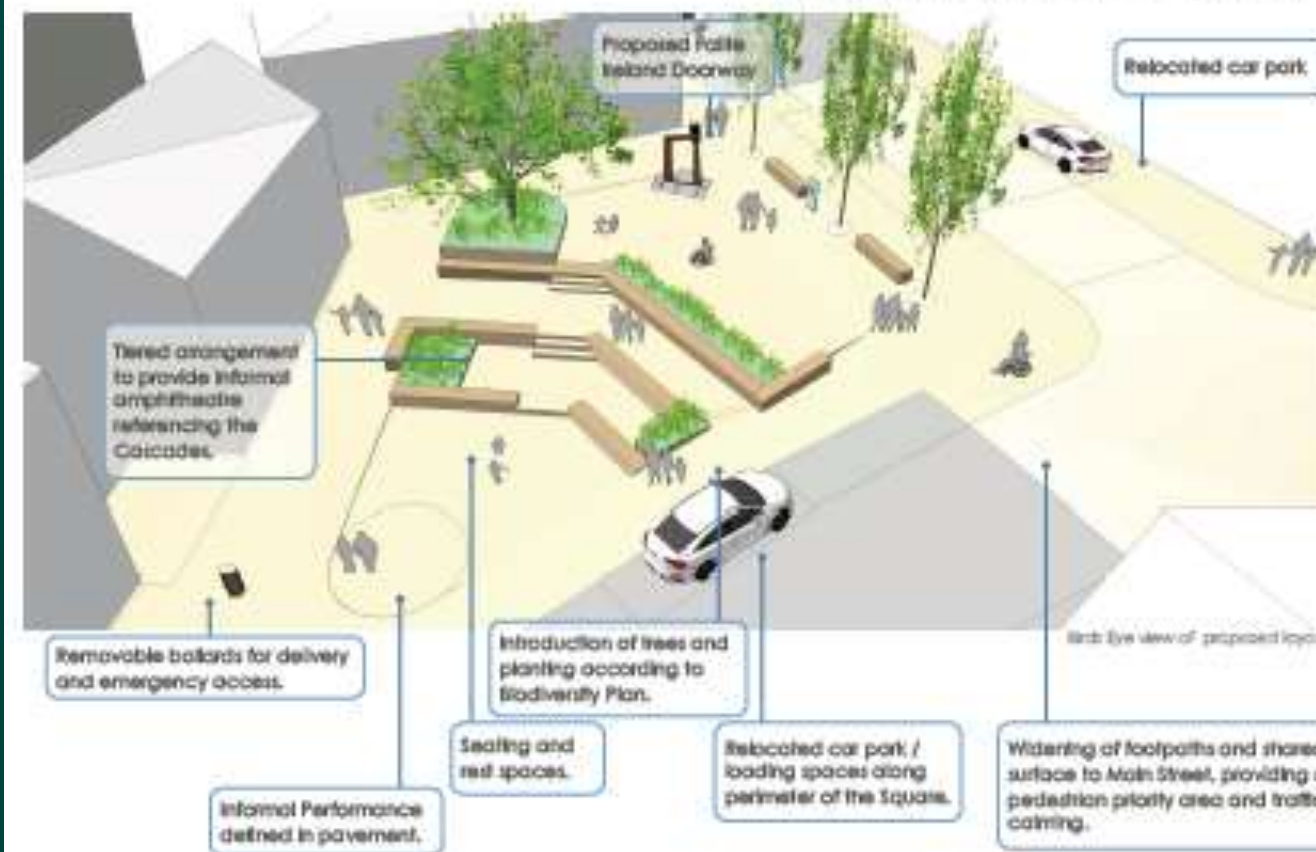 Proposed Failte
Ireland Doorway
Relocated car park
Tiered arrangement
to provide informal
amphitheatre
referencing the
Cascades.
Removable bollards for delivery
and emergency access.
Introduction of trees and
planting according to
Biodiversity Plan.
Birds Eye view of proposed
Seating and
rest spaces.
Relocated car park /
loading spaces along
perimeter of the Square.
Widening of footpaths and shared
surface to Main Street, providing
pedestrian priority area and traffic
calming.
Informal Performance
defined in pavement.